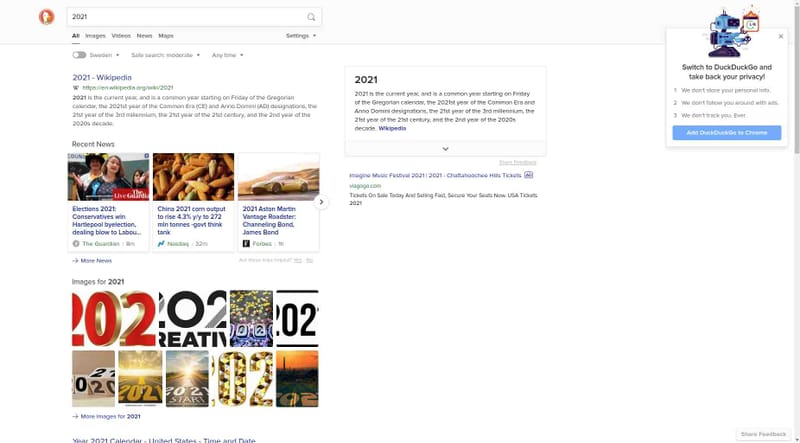 2021
All Images Videos News Maps
Settings
Sweden
Safe search: moderate
Any time
2021 - Wikipedia
W https://en.wikipedia.org/wiki/2021
2021 is the current year, and is a common year starting on Friday of the Gregorian
calendar, the 2021st year of the Common Era (CE) and Anno Domini (AD) designations, the
21st year of the 3rd millennium, the 21st year of the 21st century, and the 2nd year of the 2020s
decade.
Recent News
Live Guardian
Elections 2021:
Conservatives win
Hartlepool byelection,
dealing blow to Labou...
The Guardian | 8m
China 2021 corn output
to rise 4.3% y/y to 272
mln tonnes -govt think
tank
Nasdaq | 32m
2021 Aston Martin
Vantage Roadster:
Channeling Bond,
James Bond
F Forbes | 1h
→ More News
Are these links helpful? Yes No
Images for 2021
202
202
CREATIV
2021
202
2021
2021
2021
START
202
→ More Images for 2021
Year 2021 Calendar - United States - Time and Date
2021
2021 is the current year, and is a common year starting on Friday
of the Gregorian calendar, the 2021st year of the Common Era and
Anno Domini designations, the 21st year of the 3rd millennium, the
21st year of the 21st century, and the 2nd year of the 2020s
decade. Wikipedia
Share Feedback
Imagine Music Festival 2021 | 2021 - Chattahoochee Hills Tickets Ad
viagogo.com
Tickets On Sale Today And Selling Fast, Secure Your Seats Now. USA Tickets
2021
Switch to DuckDuckGo and
take back your privacy!
1 We don't store your personal info.
2 We don't follow you around with ads.
3 We don't track you. Ever.
Add DuckDuckGo to Chrome
Share Feedback